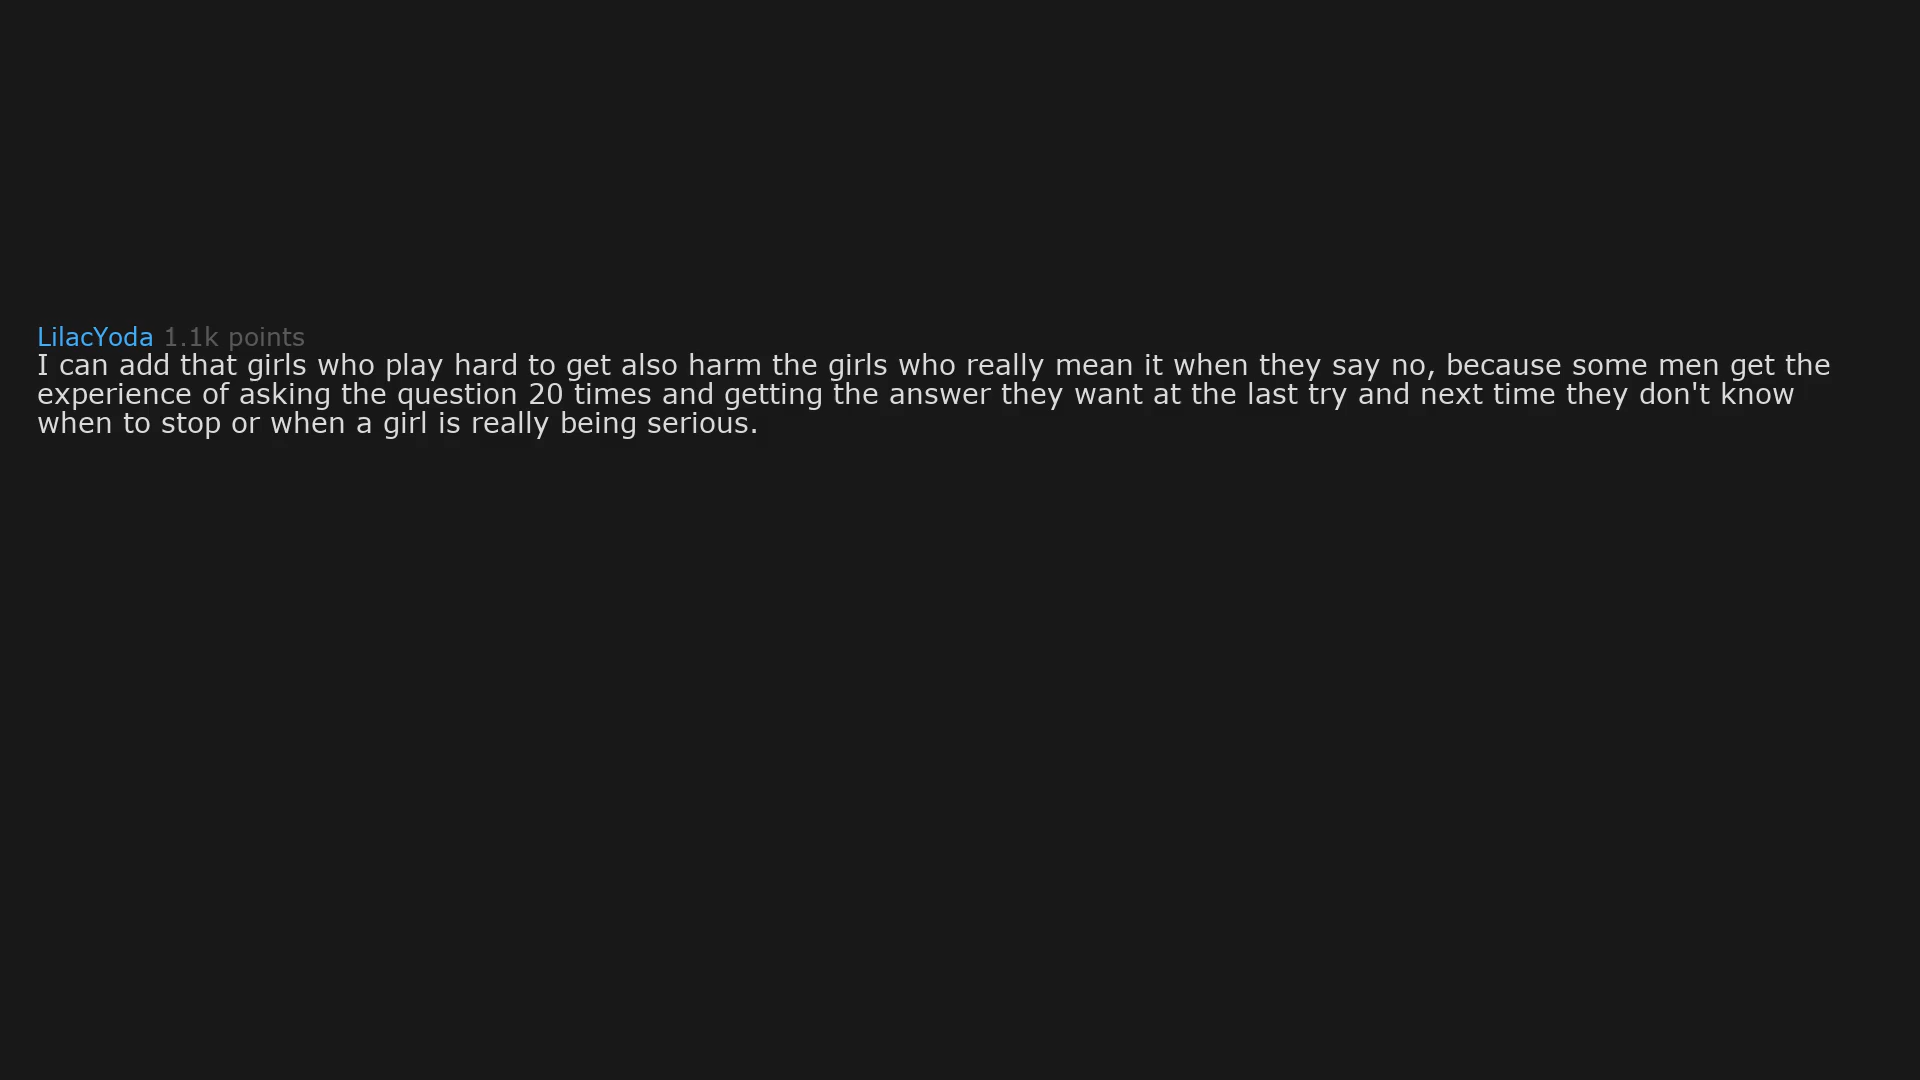 LilacYoda 1.1k points
I can add that girls who play hard to get also harm the girls who really mean it when they say no, because some men get the
experience of asking the question 20 times and getting the answer they want at the last try and next time they don't know
when to stop or when a girl is really being serious.